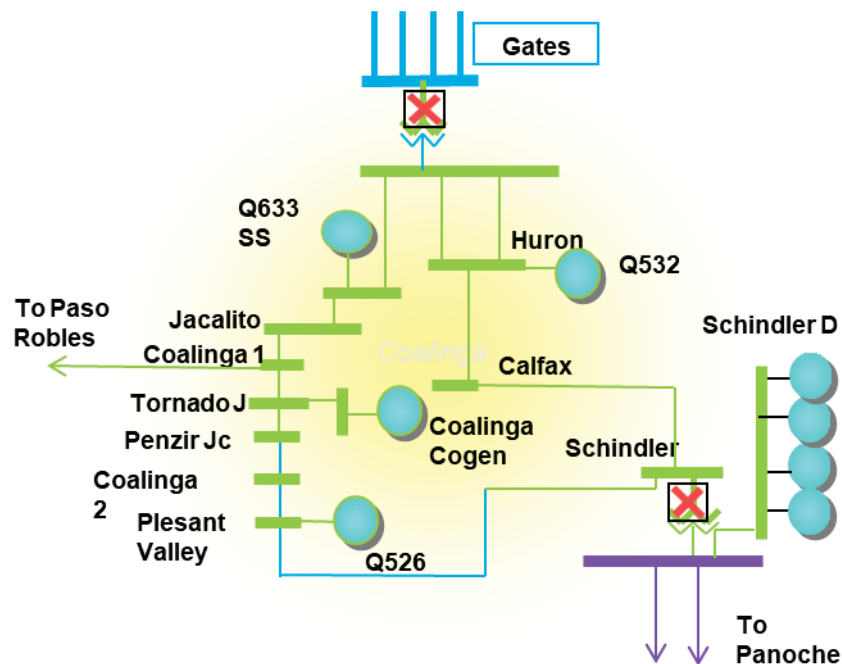 Gates
Q633
SS
Huron
Q532
To Paso
Robles
Jacalito
Schindler D
Coalinga 1
Coalinga
Calfax
Tornado J
Coalinga
Cogen
Penzir Jc
Schindler
Coalinga
2
Plesant
Valley
Q526
To
Panoche